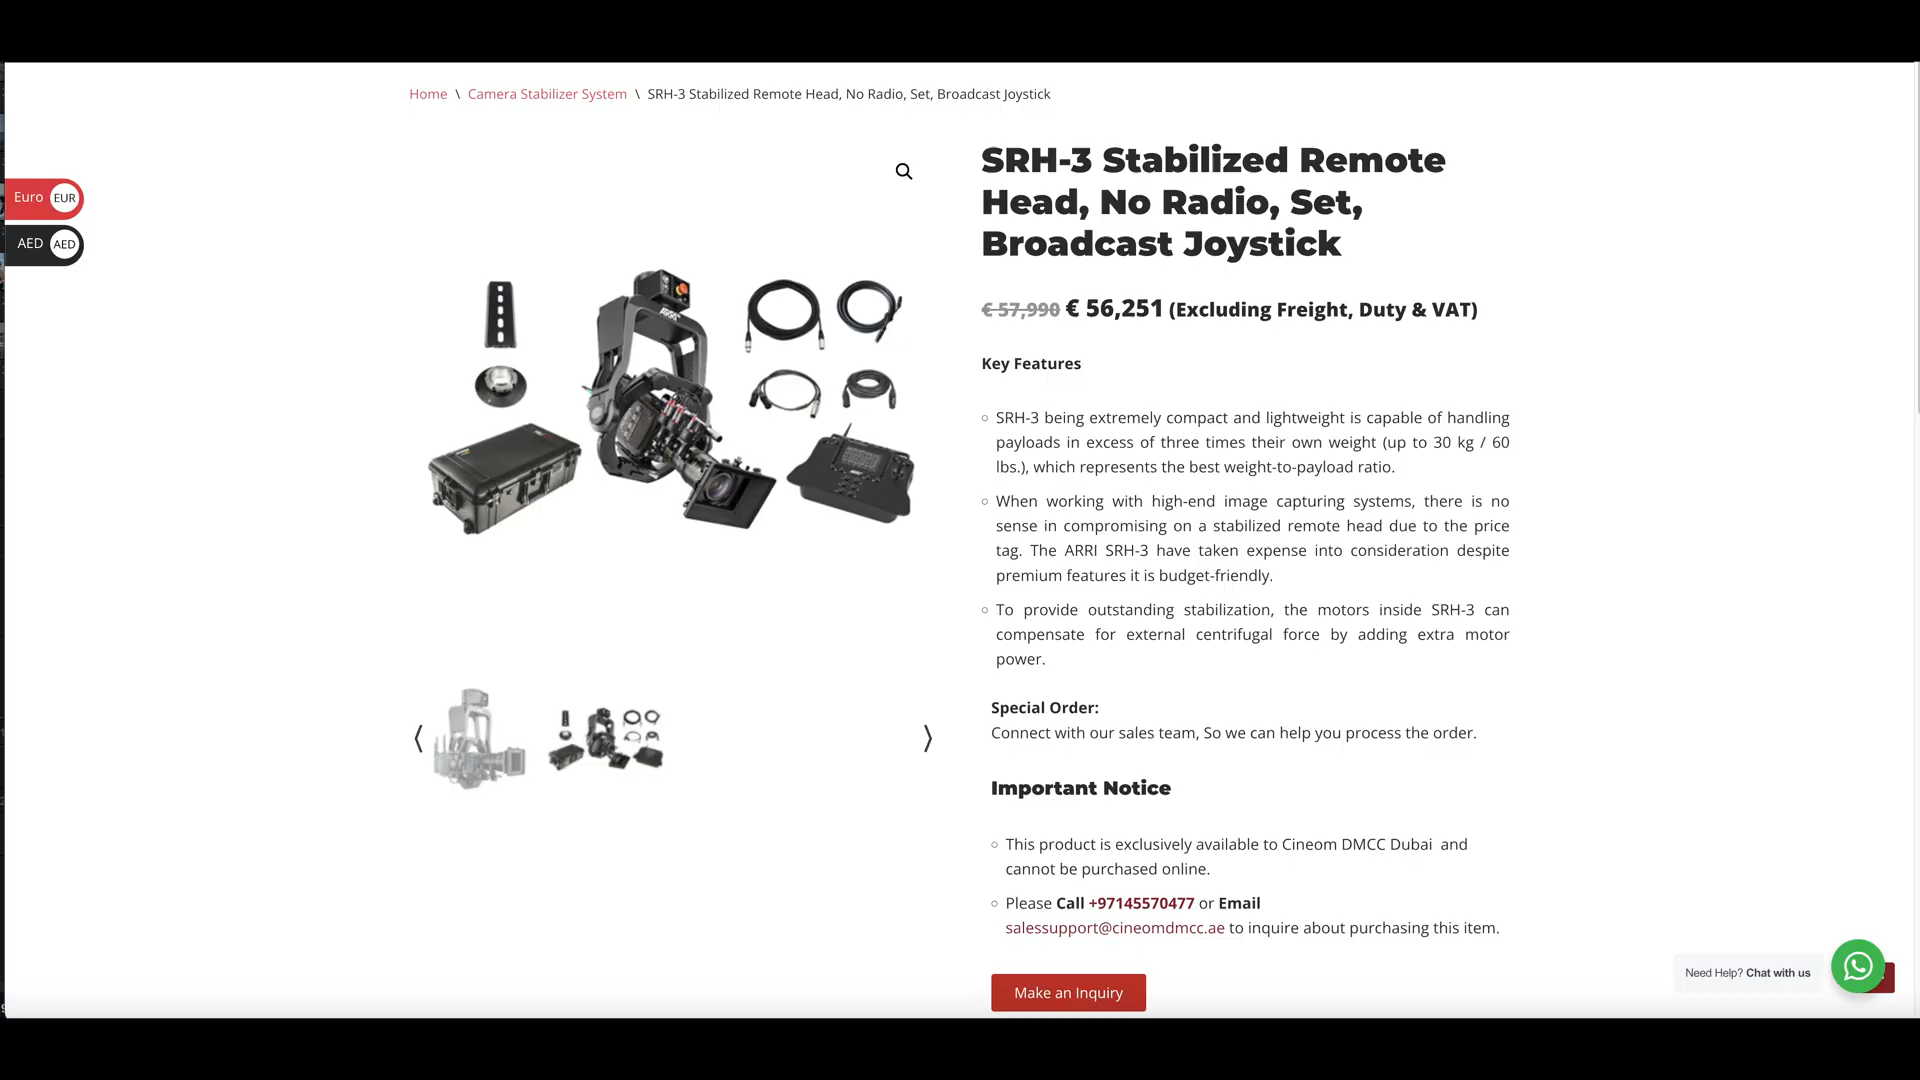 Home \ Camera Stabilizer System \ SRH-3 Stabilized Remote Head, No Radio, Set, Broadcast Joystick
Euro EUR
AED AED
ARRI
SRH-3 Stabilized Remote
Head, No Radio, Set,
Broadcast Joystick
€ 57,990 € 56,251 (Excluding Freight, Duty & VAT)
Key Features
SRH-3 being extremely compact and lightweight is capable of handling
payloads in excess of three times their own weight (up to 30 kg / 60
lbs.), which represents the best weight-to-payload ratio.
When working with high-end image capturing systems, there is no
sense in compromising on a stabilized remote head due to the price
tag. The ARRI SRH-3 have taken expense into consideration despite
premium features it is budget-friendly.
To provide outstanding stabilization, the motors inside SRH-3 can
compensate for external centrifugal force by adding extra motor
power.
Special Order:
Connect with our sales team, So we can help you process the order.
Important Notice
This product is exclusively available to Cineom DMCC Dubai and
cannot be purchased online.
Please Call +97145570477 or Email
salessupport@cineomdmcc.ae to inquire about purchasing this item.
Make an Inquiry
Need Help? Chat with us